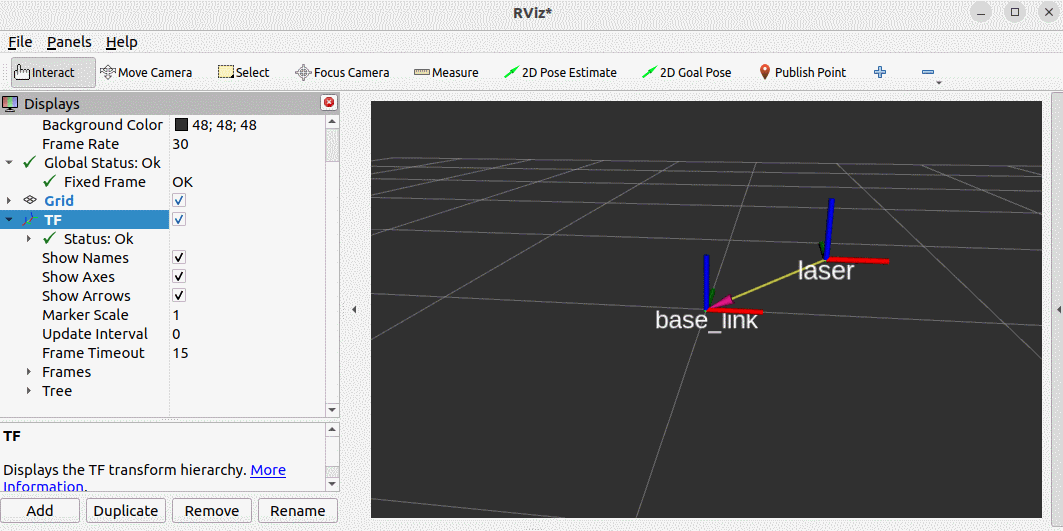 RViz*
File Panels Help
Interact Move Camera Select Focus Camera Measure 2D Pose Estimate 2D Goal Pose Publish Point
Displays
Background Color 48; 48; 48
Frame Rate 30
Global Status: Ok
Fixed Frame OK
Grid
TF
Status: Ok
Show Names
Show Axes
Show Arrows
Marker Scale 1
Update Interval 0
Frame Timeout 15
Frames
Tree
TF
Displays the TF transform hierarchy. More
Information.
Add Duplicate Remove Rename
laser
base_link